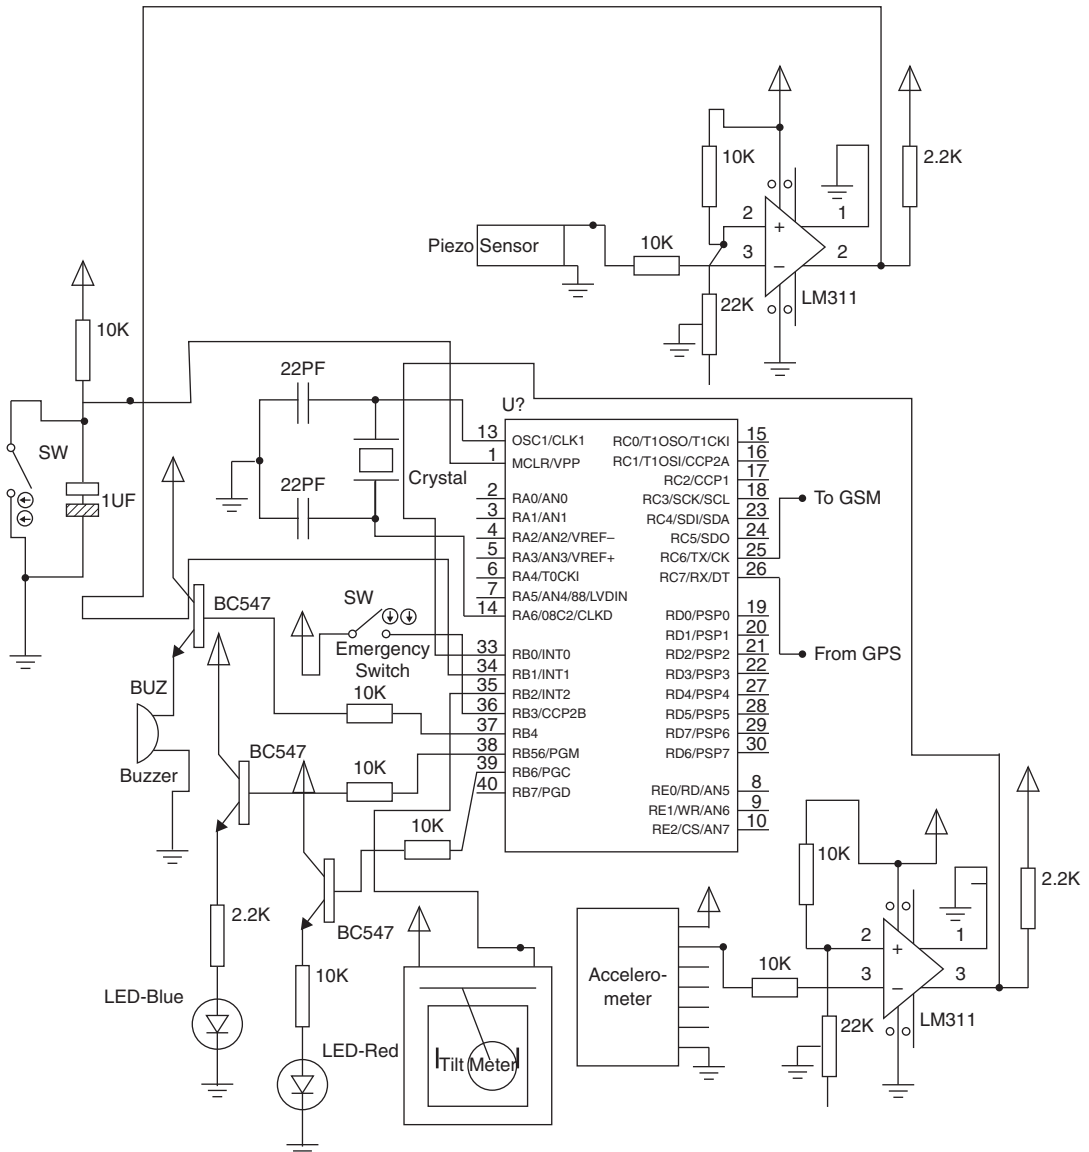 10K
2.2K
2
+
1
Piezo Sensor
10K
3
−
2
LM311
22K
10K
22PF
U?
SW
1UF
22PF
Crystal
13 OSC1/CLK1
1 MCLR/VPP
2 RA0/AN0
3 RA1/AN1
4 RA2/AN2/VREF−
5 RA3/AN3/VREF+
6 RA4/T0CKI
7 RA5/AN4/88/LVDIN
14 RA6/08C2/CLKD
33 RB0/INT0
34 RB1/INT1
35 RB2/INT2
36 RB3/CCP2B
37 RB4
38 RB56/PGM
39 RB6/PGC
40 RB7/PGD
RC0/T1OSO/T1CKI 15
RC1/T1OSI/CCP2A 16
RC2/CCP1 17
RC3/SCK/SCL 18
RC4/SDI/SDA 23
RC5/SDO 24
RC6/TX/CK 25
RC7/RX/DT 26
RD0/PSP0 19
RD1/PSP1 20
RD2/PSP2 21
RD3/PSP3 22
RD4/PSP4 27
RD5/PSP5 28
RD7/PSP6 29
RD6/PSP7 30
RE0/RD/AN5 8
RE1/WR/AN6 9
RE2/CS/AN7 10
To GSM
From GPS
BC547
SW
Emergency
Switch
BUZ
Buzzer
10K
BC547
10K
10K
2.2K
BC547
10K
LED-Blue
LED-Red
Tilt Meter
Accelero-
meter
10K
10K
2.2K
2
+
1
3
−
3
LM311
22K